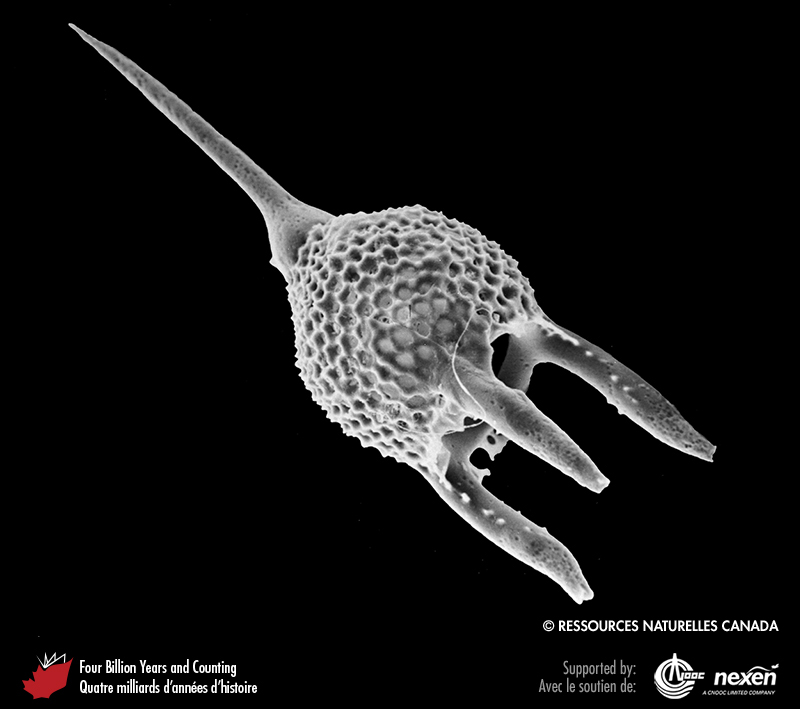 © RESSOURCES NATURELLES CANADA
Four Billion Years and Counting
Quatre milliards d'années d'histoire
Supported by:
Avec le soutien de:
CNOOC
nexen
A CNOOC LIMITED COMPANY